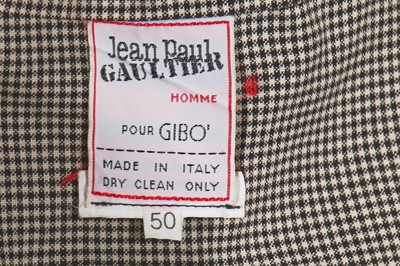 Jean Paul
GAULTIER
HOMME
POUR GIBO'
MADE IN ITALY
DRY CLEAN ONLY
50